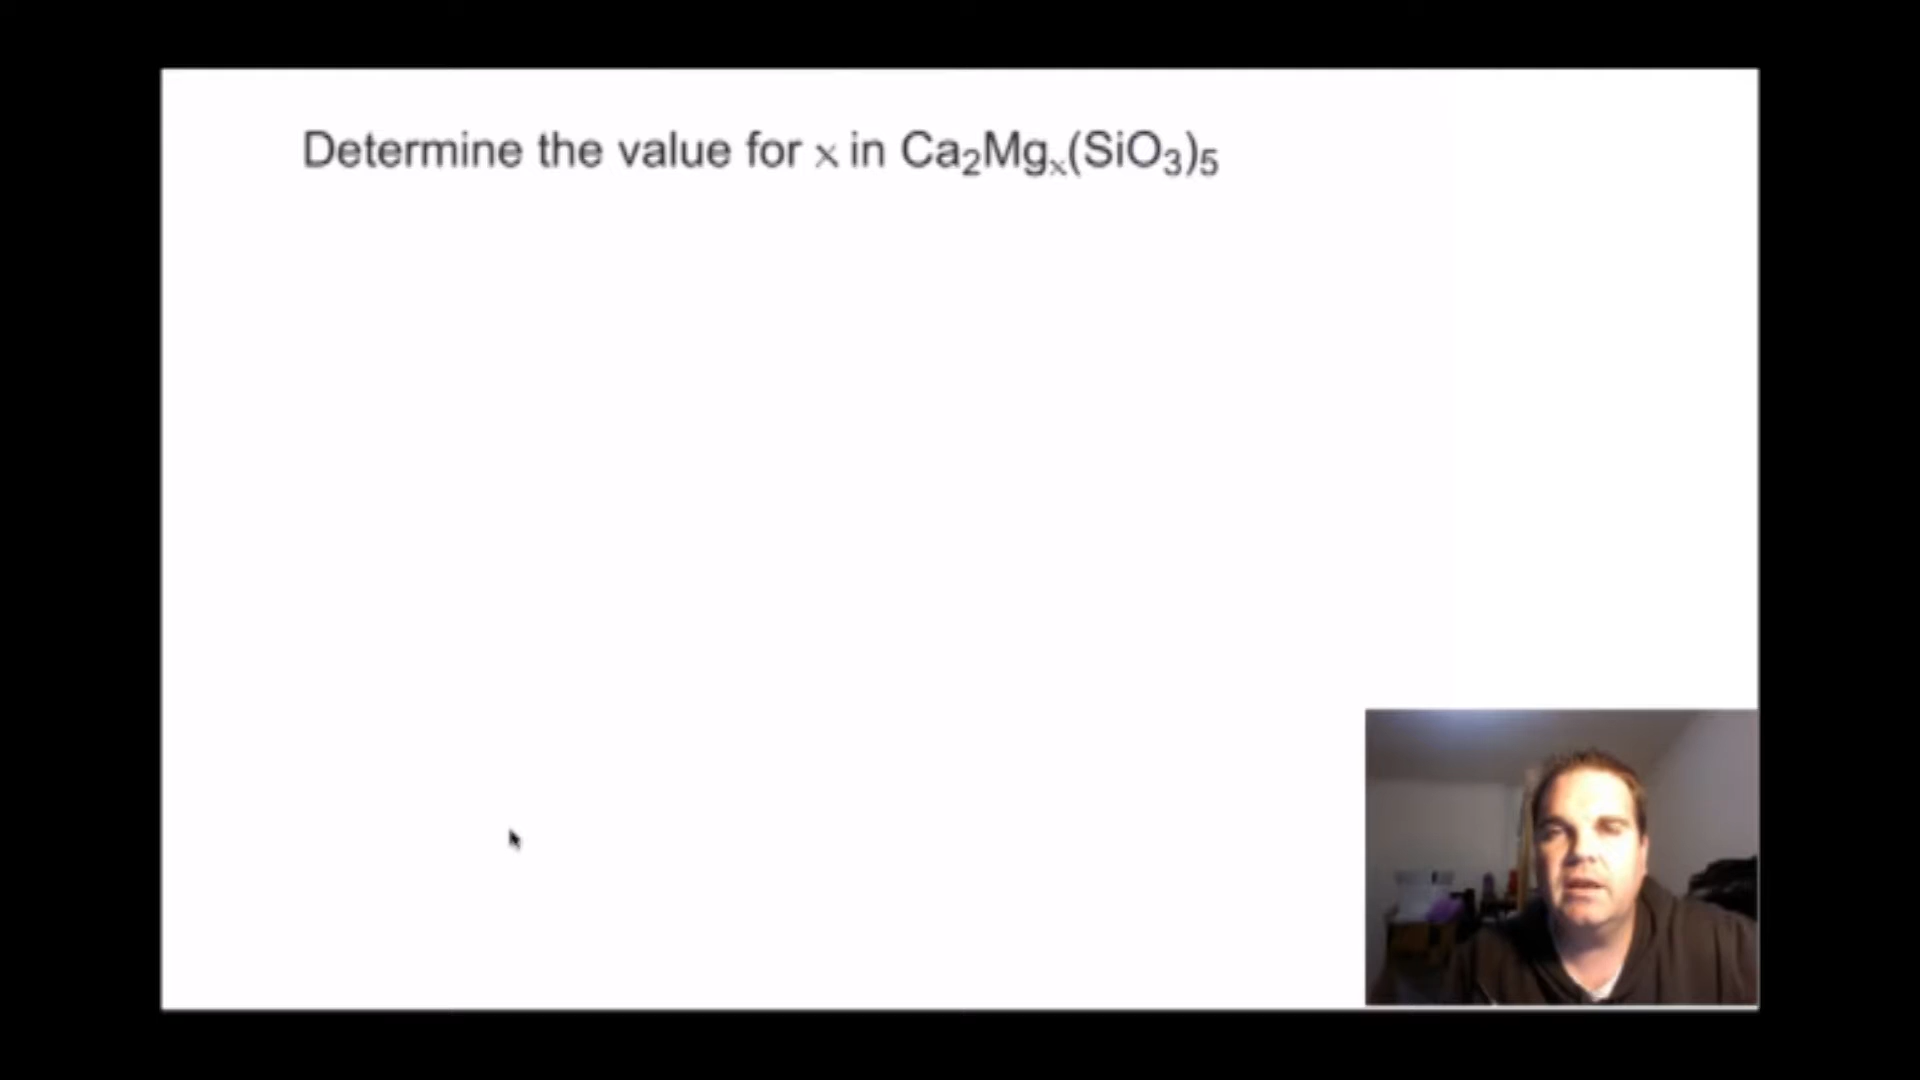 Determine the value for x in Ca₂Mgₓ(SiO₃)₅